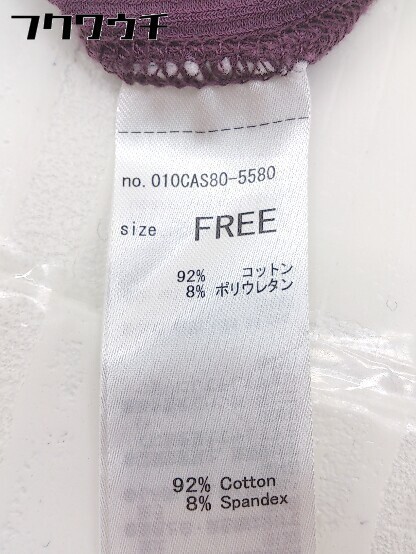 フクウウチ
no. 010CAS80-5580
size FREE
92% コットン
8% ポリウレタン
92% Cotton
8% Spandex